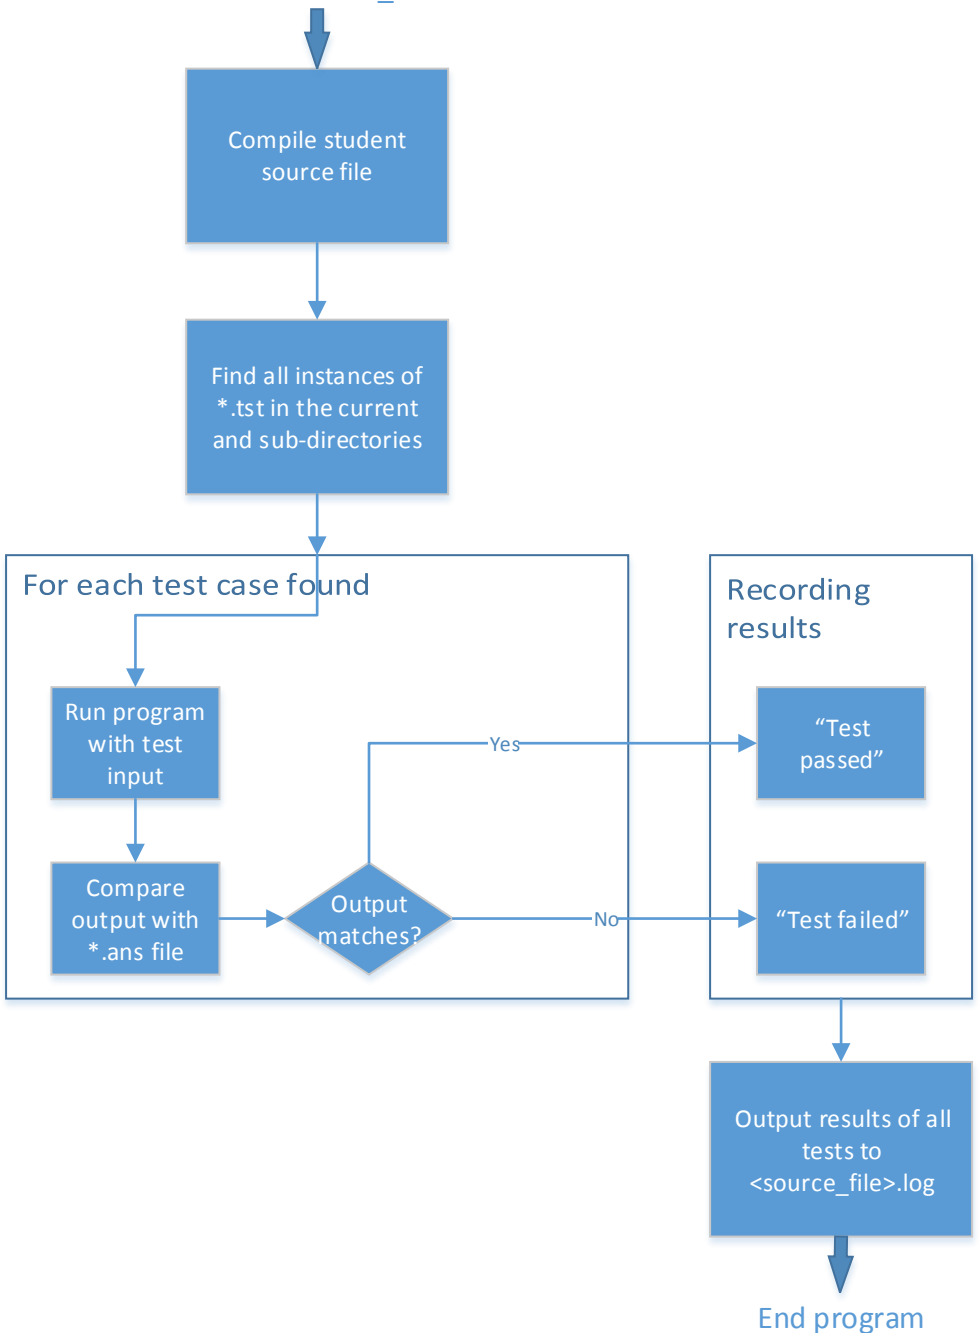 Compile student
source file
Find all instances of
*.tst in the current
and sub-directories
For each test case found
Run program
with test
input
Compare
output with
*.ans file
Output
matches?
Yes
No
Recording
results
“Test
passed”
“Test failed”
Output results of all
tests to
<source_file>.log
End program